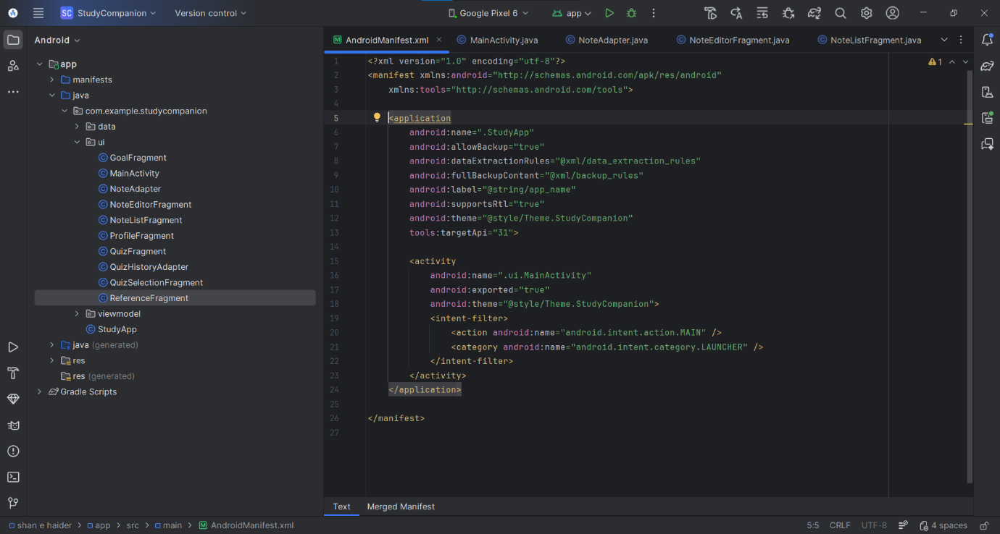 SC StudyCompanion Version control Google Pixel 6 app
Android
app
manifests
java
com.example.studycompanion
data
ui
GoalFragment
MainActivity
NoteAdapter
NoteEditorFragment
NoteListFragment
ProfileFragment
QuizFragment
QuizHistoryAdapter
QuizSelectionFragment
ReferenceFragment
viewmodel
StudyApp
java (generated)
res
res (generated)
Gradle Scripts
AndroidManifest.xml MainActivity.java NoteAdapter.java NoteEditorFragment.java NoteListFragment.java
1 <?xml version="1.0" encoding="utf-8"?>
1
2 <manifest xmlns:android="http://schemas.android.com/apk/res/android"
3 xmlns:tools="http://schemas.android.com/tools">
4
5 <application
6 android:name=".StudyApp"
7 android:allowBackup="true"
8 android:dataExtractionRules="@xml/data_extraction_rules"
9 android:fullBackupContent="@xml/backup_rules"
10 android:label="@string/app_name"
11 android:supportsRtl="true"
12 android:theme="@style/Theme.StudyCompanion"
13 tools:targetApi="31">
14
15 <activity
16 android:name=".ui.MainActivity"
17 android:exported="true"
18 android:theme="@style/Theme.StudyCompanion">
19 <intent-filter>
20 <action android:name="android.intent.action.MAIN" />
21 <category android:name="android.intent.category.LAUNCHER" />
22 </intent-filter>
23 </activity>
24 </application>
25
26 </manifest>
27
Text Merged Manifest
shan e haider > app > src > main > AndroidManifest.xml 5:5 CRLF UTF-8 4 spaces